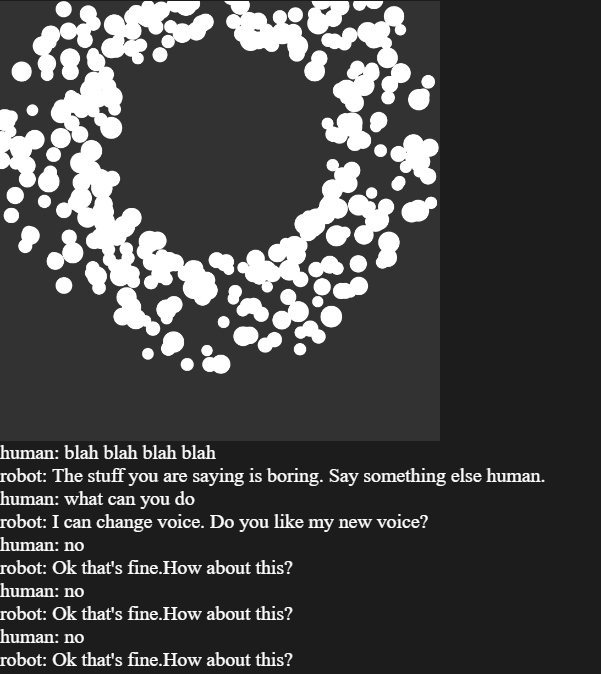 human: blah blah blah blah
robot: The stuff you are saying is boring. Say something else human.
human: what can you do
robot: I can change voice. Do you like my new voice?
human: no
robot: Ok that's fine.How about this?
human: no
robot: Ok that's fine.How about this?
human: no
robot: Ok that's fine.How about this?